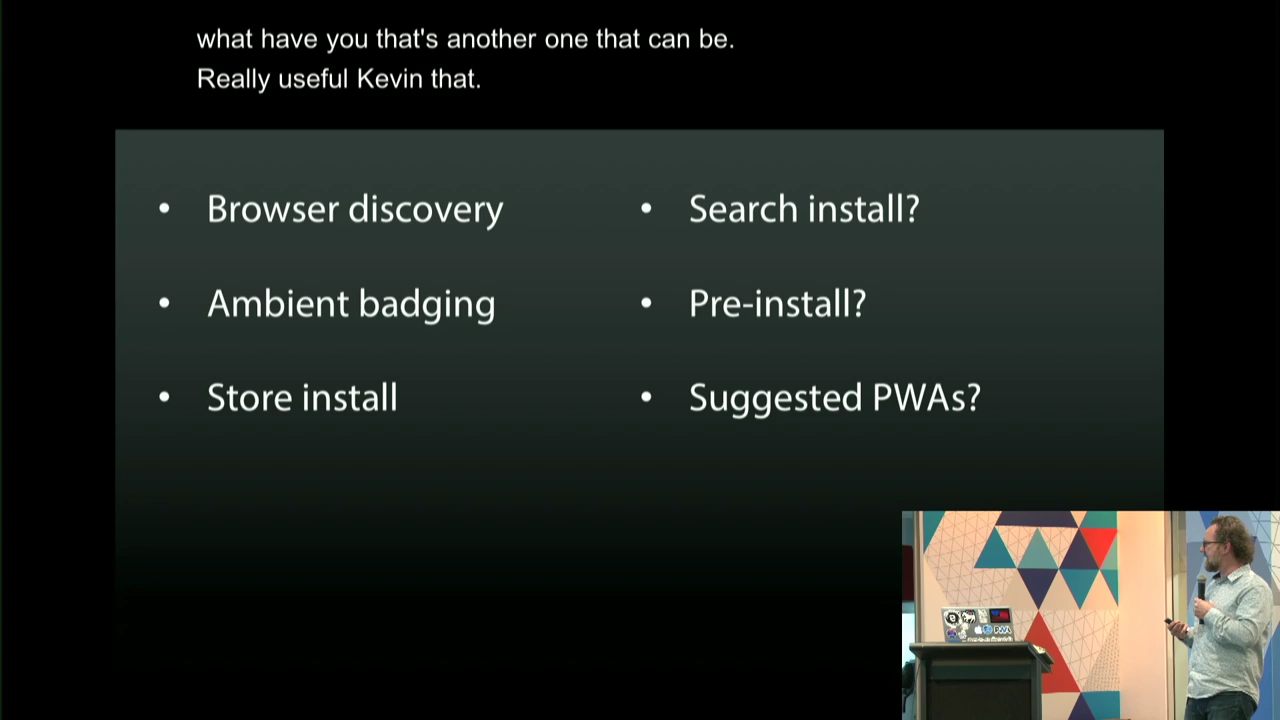 what have you that's another one that can be.
Really useful Kevin that.
• Browser discovery
• Ambient badging
• Store install
• Search install?
• Pre-install?
• Suggested PWAs?
PWA